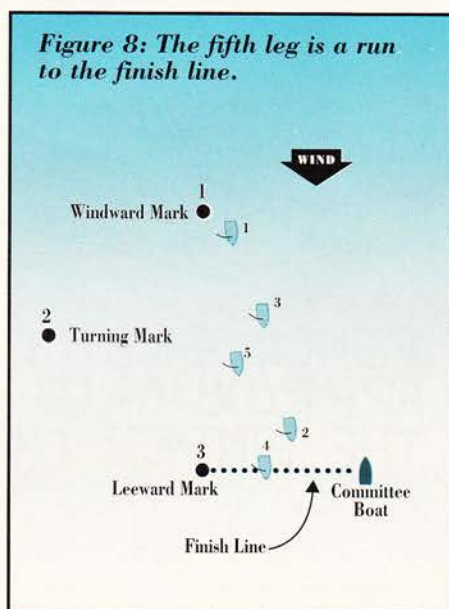 Figure 8: The fifth leg is a run
to the finish line.
WIND
1
Windward Mark
1
3
2
Turning Mark
5
2
3
4
Leeward Mark
Committee
Boat
Finish Line